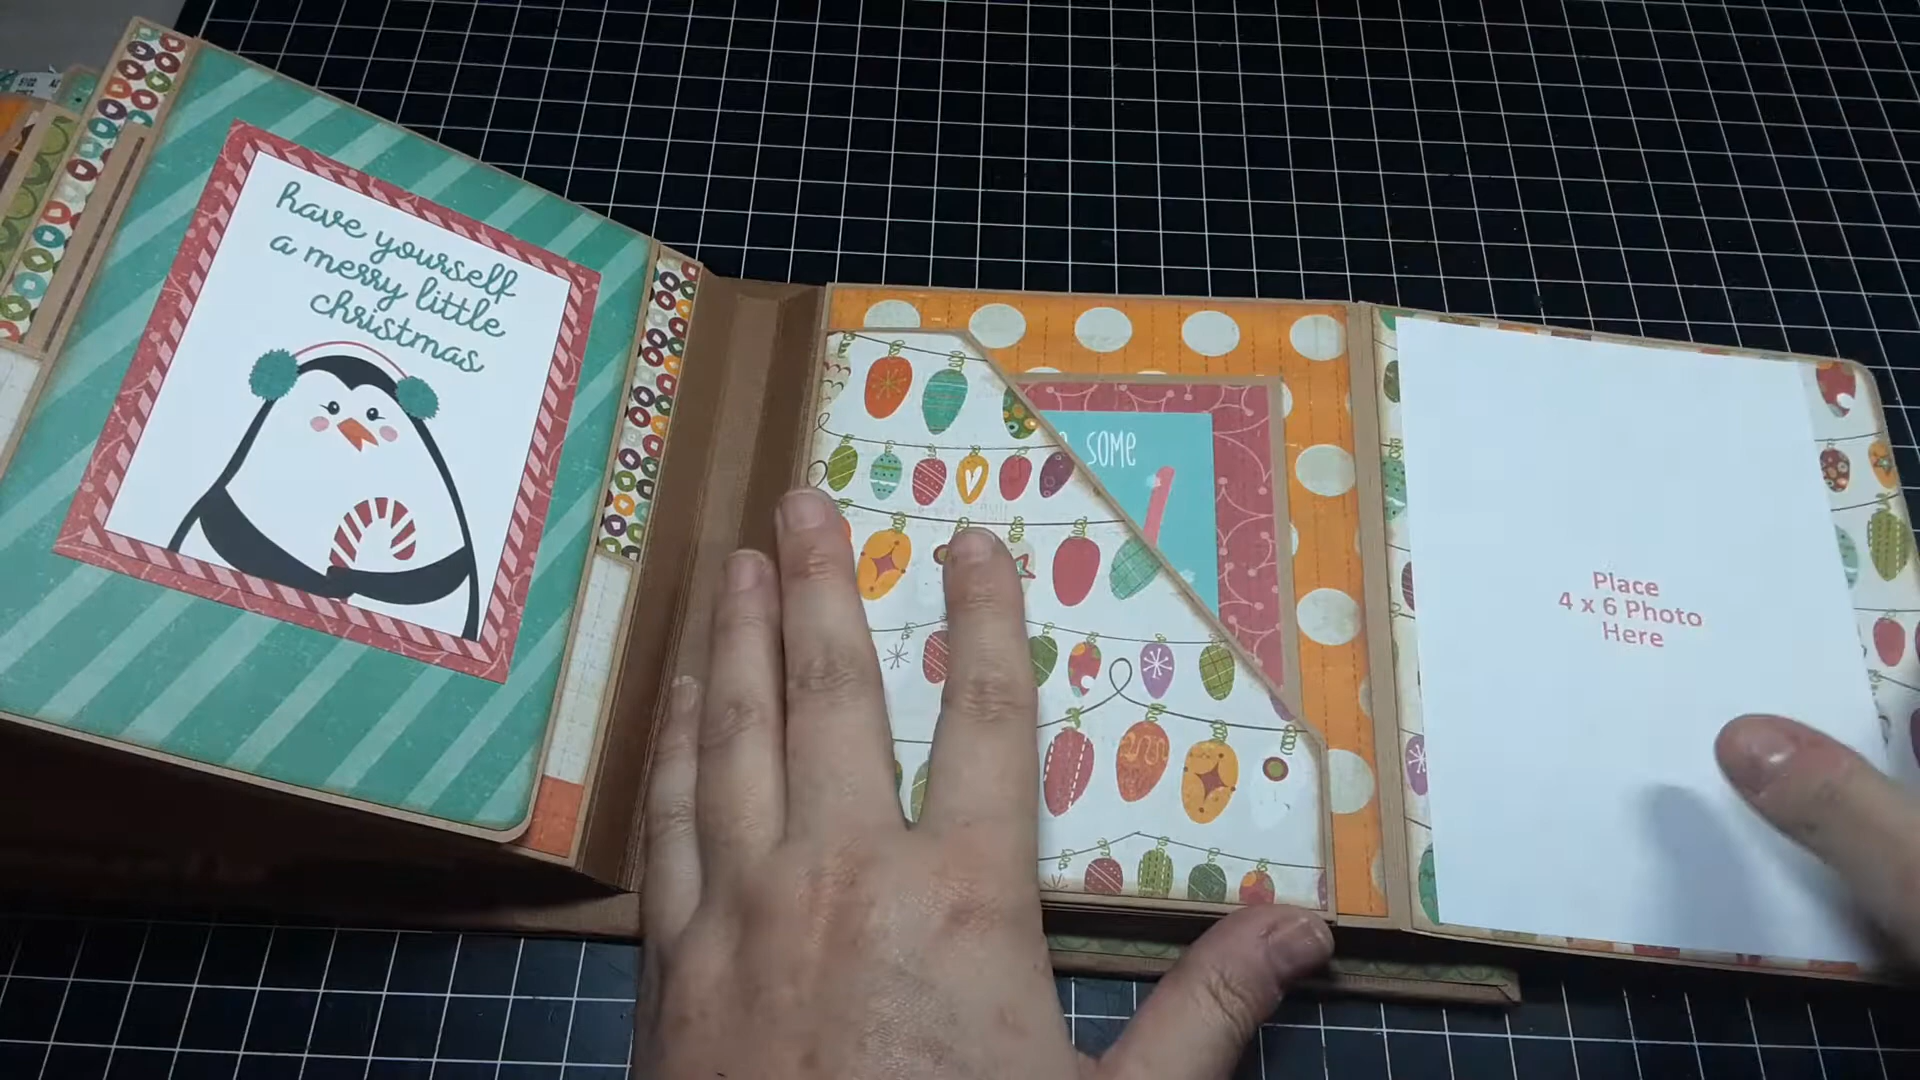 have yourself
a merry little
christmas
SOME
Place
4 x 6 Photo
Here